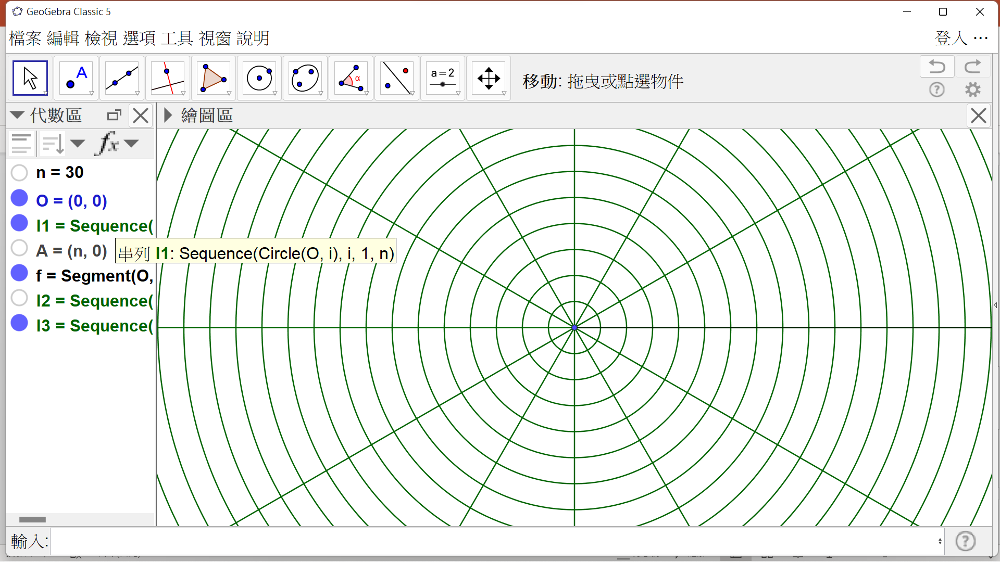 GeoGebra Classic 5
檔案 編輯 檢視 選項 工具 視窗 說明 登入 ...
A α a = 2 移動: 拖曳或點選物件
代數區 繪圖區
fx
n = 30
O = (0, 0)
l1 = Sequence(
A = (n, 0)
串列 l1: Sequence(Circle(O, i), i, 1, n)
f = Segment(O,
l2 = Sequence(
l3 = Sequence(
輸入: